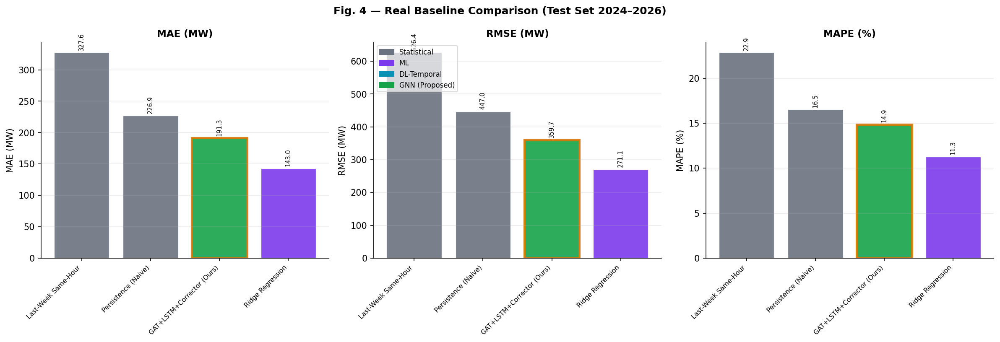 Fig. 4 — Real Baseline Comparison (Test Set 2024–2026)
MAE (MW)
MAE (MW)
300
250
200
150
100
50
0
327.6
226.9
191.3
143.0
Last-Week Same-Hour
Persistence (Naive)
GAT+LSTM+Corrector (Ours)
Ridge Regression
RMSE (MW)
RMSE (MW)
600
500
400
300
200
100
0
Statistical
ML
DL-Temporal
GNN (Proposed)
447.0
359.7
271.1
Last-Week Same-Hour
Persistence (Naive)
GAT+LSTM+Corrector (Ours)
Ridge Regression
MAPE (%)
MAPE (%)
20
15
10
5
0
22.9
16.5
14.9
11.3
Last-Week Same-Hour
Persistence (Naive)
GAT+LSTM+Corrector (Ours)
Ridge Regression